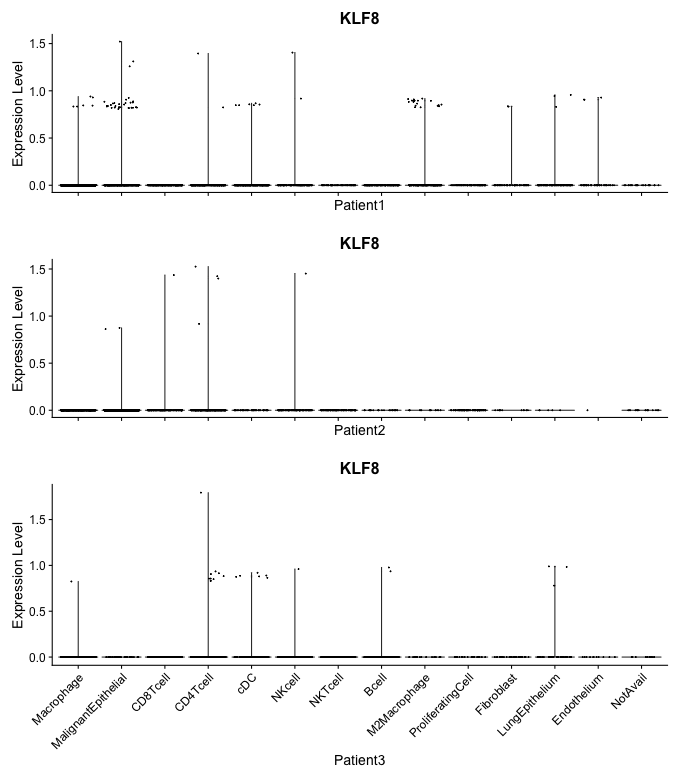 KLF8
Expression Level
1.5
1.0
0.5
0.0
Patient1
KLF8
Expression Level
1.5
1.0
0.5
0.0
Patient2
KLF8
Expression Level
1.5
1.0
0.5
0.0
Macrophage
MalignantEpithelial
CD8Tcell
CD4Tcell
cDC
NKcell
NKTcell
Bcell
M2Macrophage
ProliferatingCell
Fibroblast
LungEpithelium
Endothelium
NotAvail
Patient3